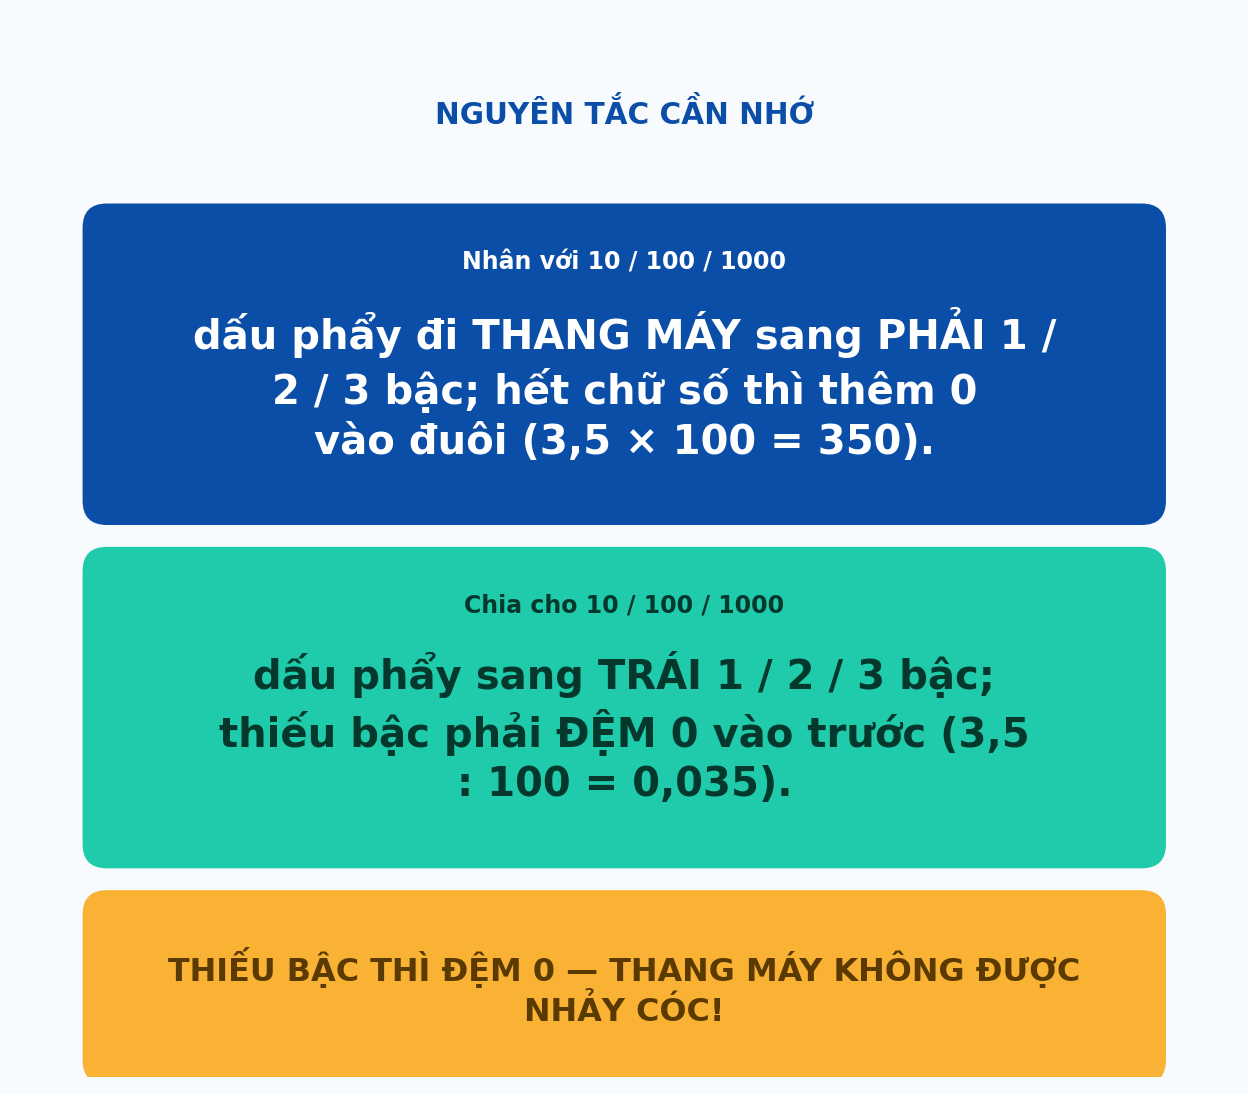 NGUYÊN TẮC CẦN NHỚ
Nhân với 10 / 100 / 1000
dấu phẩy đi THANG MÁY sang PHẢI 1 /
2 / 3 bậc; hết chữ số thì thêm 0
vào đuôi (3,5 × 100 = 350).
Chia cho 10 / 100 / 1000
dấu phẩy sang TRÁI 1 / 2 / 3 bậc;
thiếu bậc phải ĐỆM 0 vào trước (3,5
: 100 = 0,035).
THIẾU BẬC THÌ ĐỆM 0 — THANG MÁY KHÔNG ĐƯỢC
NHẢY CÓC!